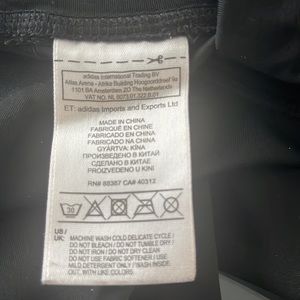 adidas International Trading BV
Atlas Arena - Afrika Building Hoogoorddreef 9a
1101 BA Amsterdam ZO The Netherlands
VAT NO. NL 8073.01.322.B.01
ET: adidas Imports and Exports Ltd
MADE IN CHINA
FABRIQUÉ EN CHINE
FABRICADO EN CHINA
FABRICADO NA CHINA
GYÁRTVA: KÍNA
ПРОИЗВЕДЕНО В КИТАЙ
СДЕЛАНО В КИТАЕ
PROIZVEDENO U KINI
RN# 88387 CA# 40312
30
US /
UK: MACHINE WASH COLD DELICATE CYCLE /
DO NOT BLEACH / DO NOT TUMBLE DRY /
DO NOT IRON / DO NOT DRY CLEAN
DO NOT USE FABRIC SOFTENER / USE
MILD DETERGENT ONLY / WASH INSIDE
OUT. WITH LIKE COLORS.